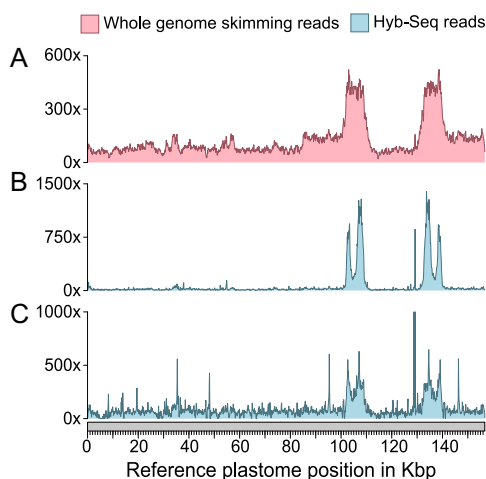 Whole genome skimming reads Hyb-Seq reads
A
600x
300x
0x
B
1500x
750x
0x
C
1000x
500x
0x
0 20 40 60 80 100 120 140
Reference plastome position in Kbp